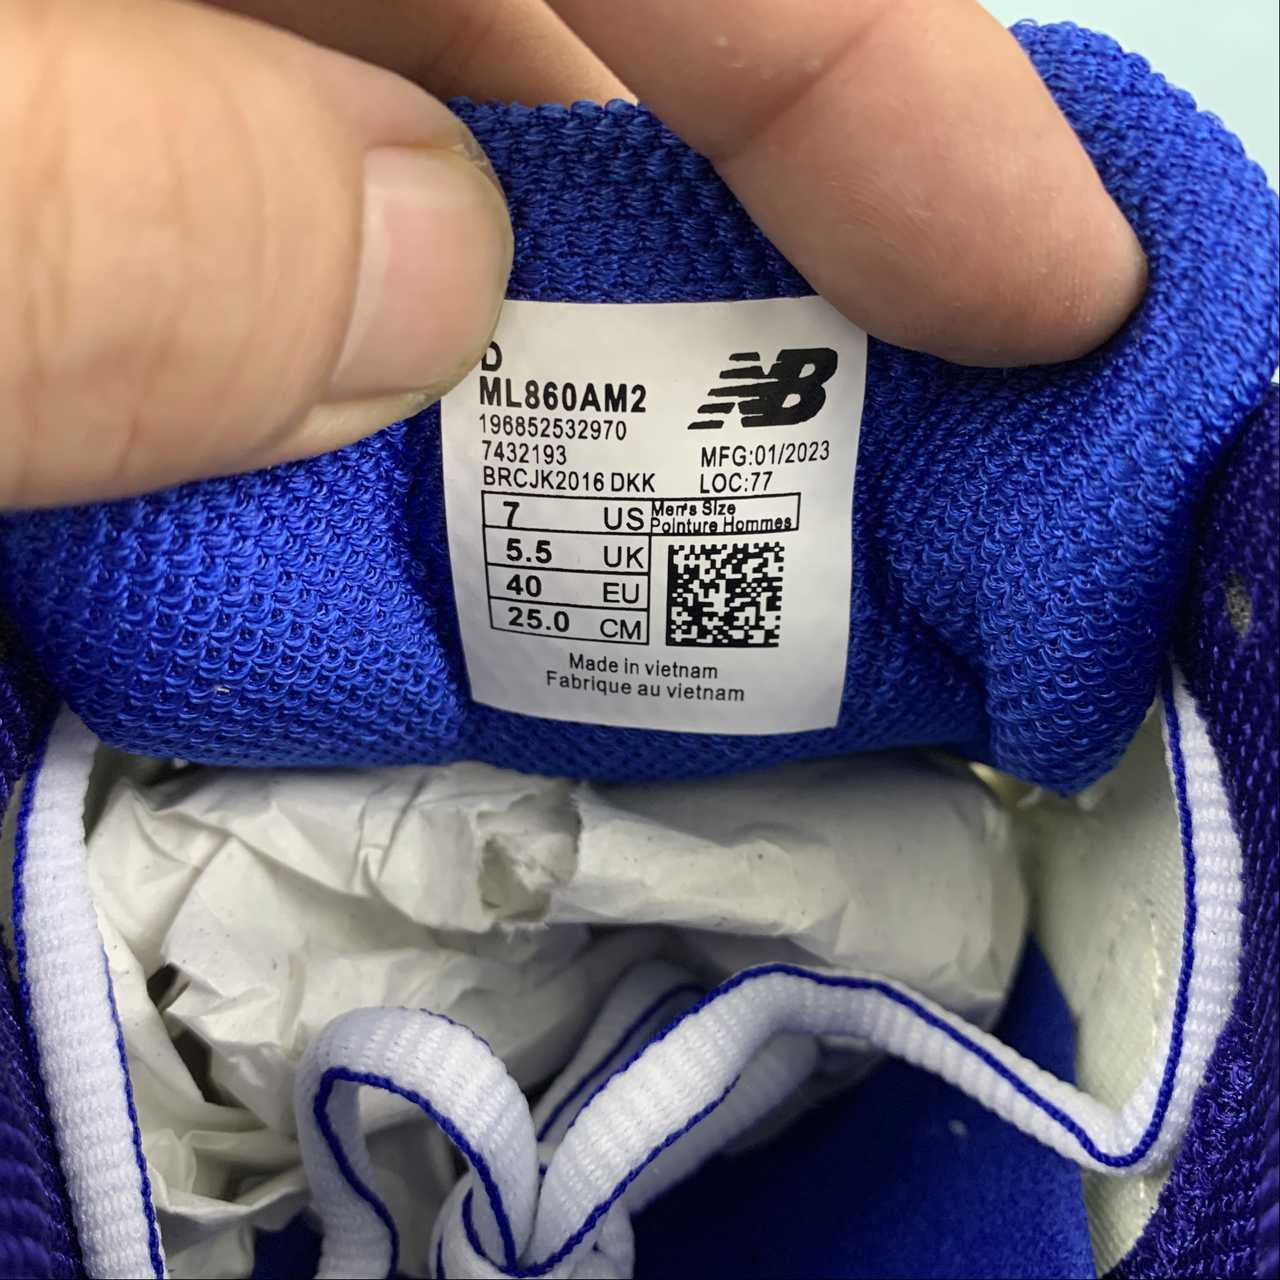 D
ML860AM2
NB
196852532970
7432193
MFG:01/2023
BRCJK2016 DKK
LOC:77
7 US Men's Size
Pointure Hommes
5.5 UK
40 EU
25.0 CM
Made in vietnam
Fabrique au vietnam